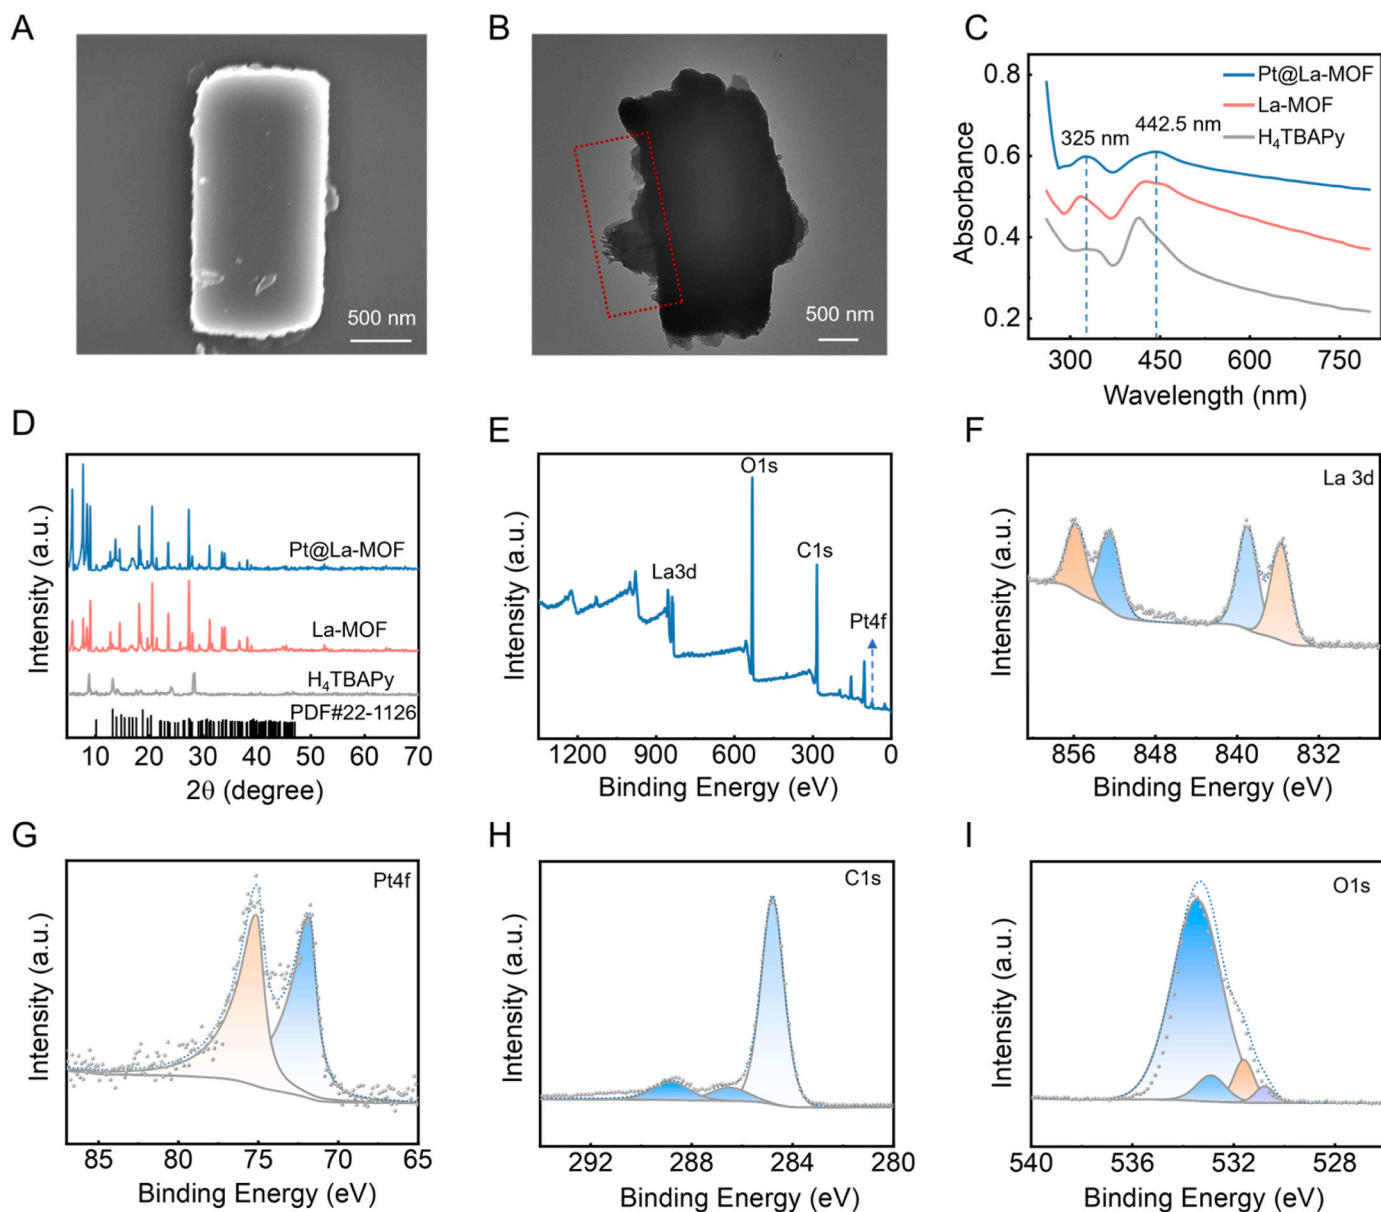 A
500 nm
B
500 nm
C
Pt@La-MOF
La-MOF
H₄TBAPy
325 nm
442.5 nm
0.8
0.6
0.4
0.2
Absorbance
300
450
600
750
Wavelength (nm)
D
Pt@La-MOF
La-MOF
H₄TBAPy
PDF#22-1126
Intensity (a.u.)
10
20
30
40
50
60
70
2θ (degree)
E
O1s
C1s
La3d
Pt4f
Intensity (a.u.)
1200
900
600
300
0
Binding Energy (eV)
F
La 3d
Intensity (a.u.)
856
848
840
832
Binding Energy (eV)
G
Pt4f
Intensity (a.u.)
85
80
75
70
65
Binding Energy (eV)
H
C1s
Intensity (a.u.)
292
288
284
280
Binding Energy (eV)
I
O1s
Intensity (a.u.)
540
536
532
528
Binding Energy (eV)